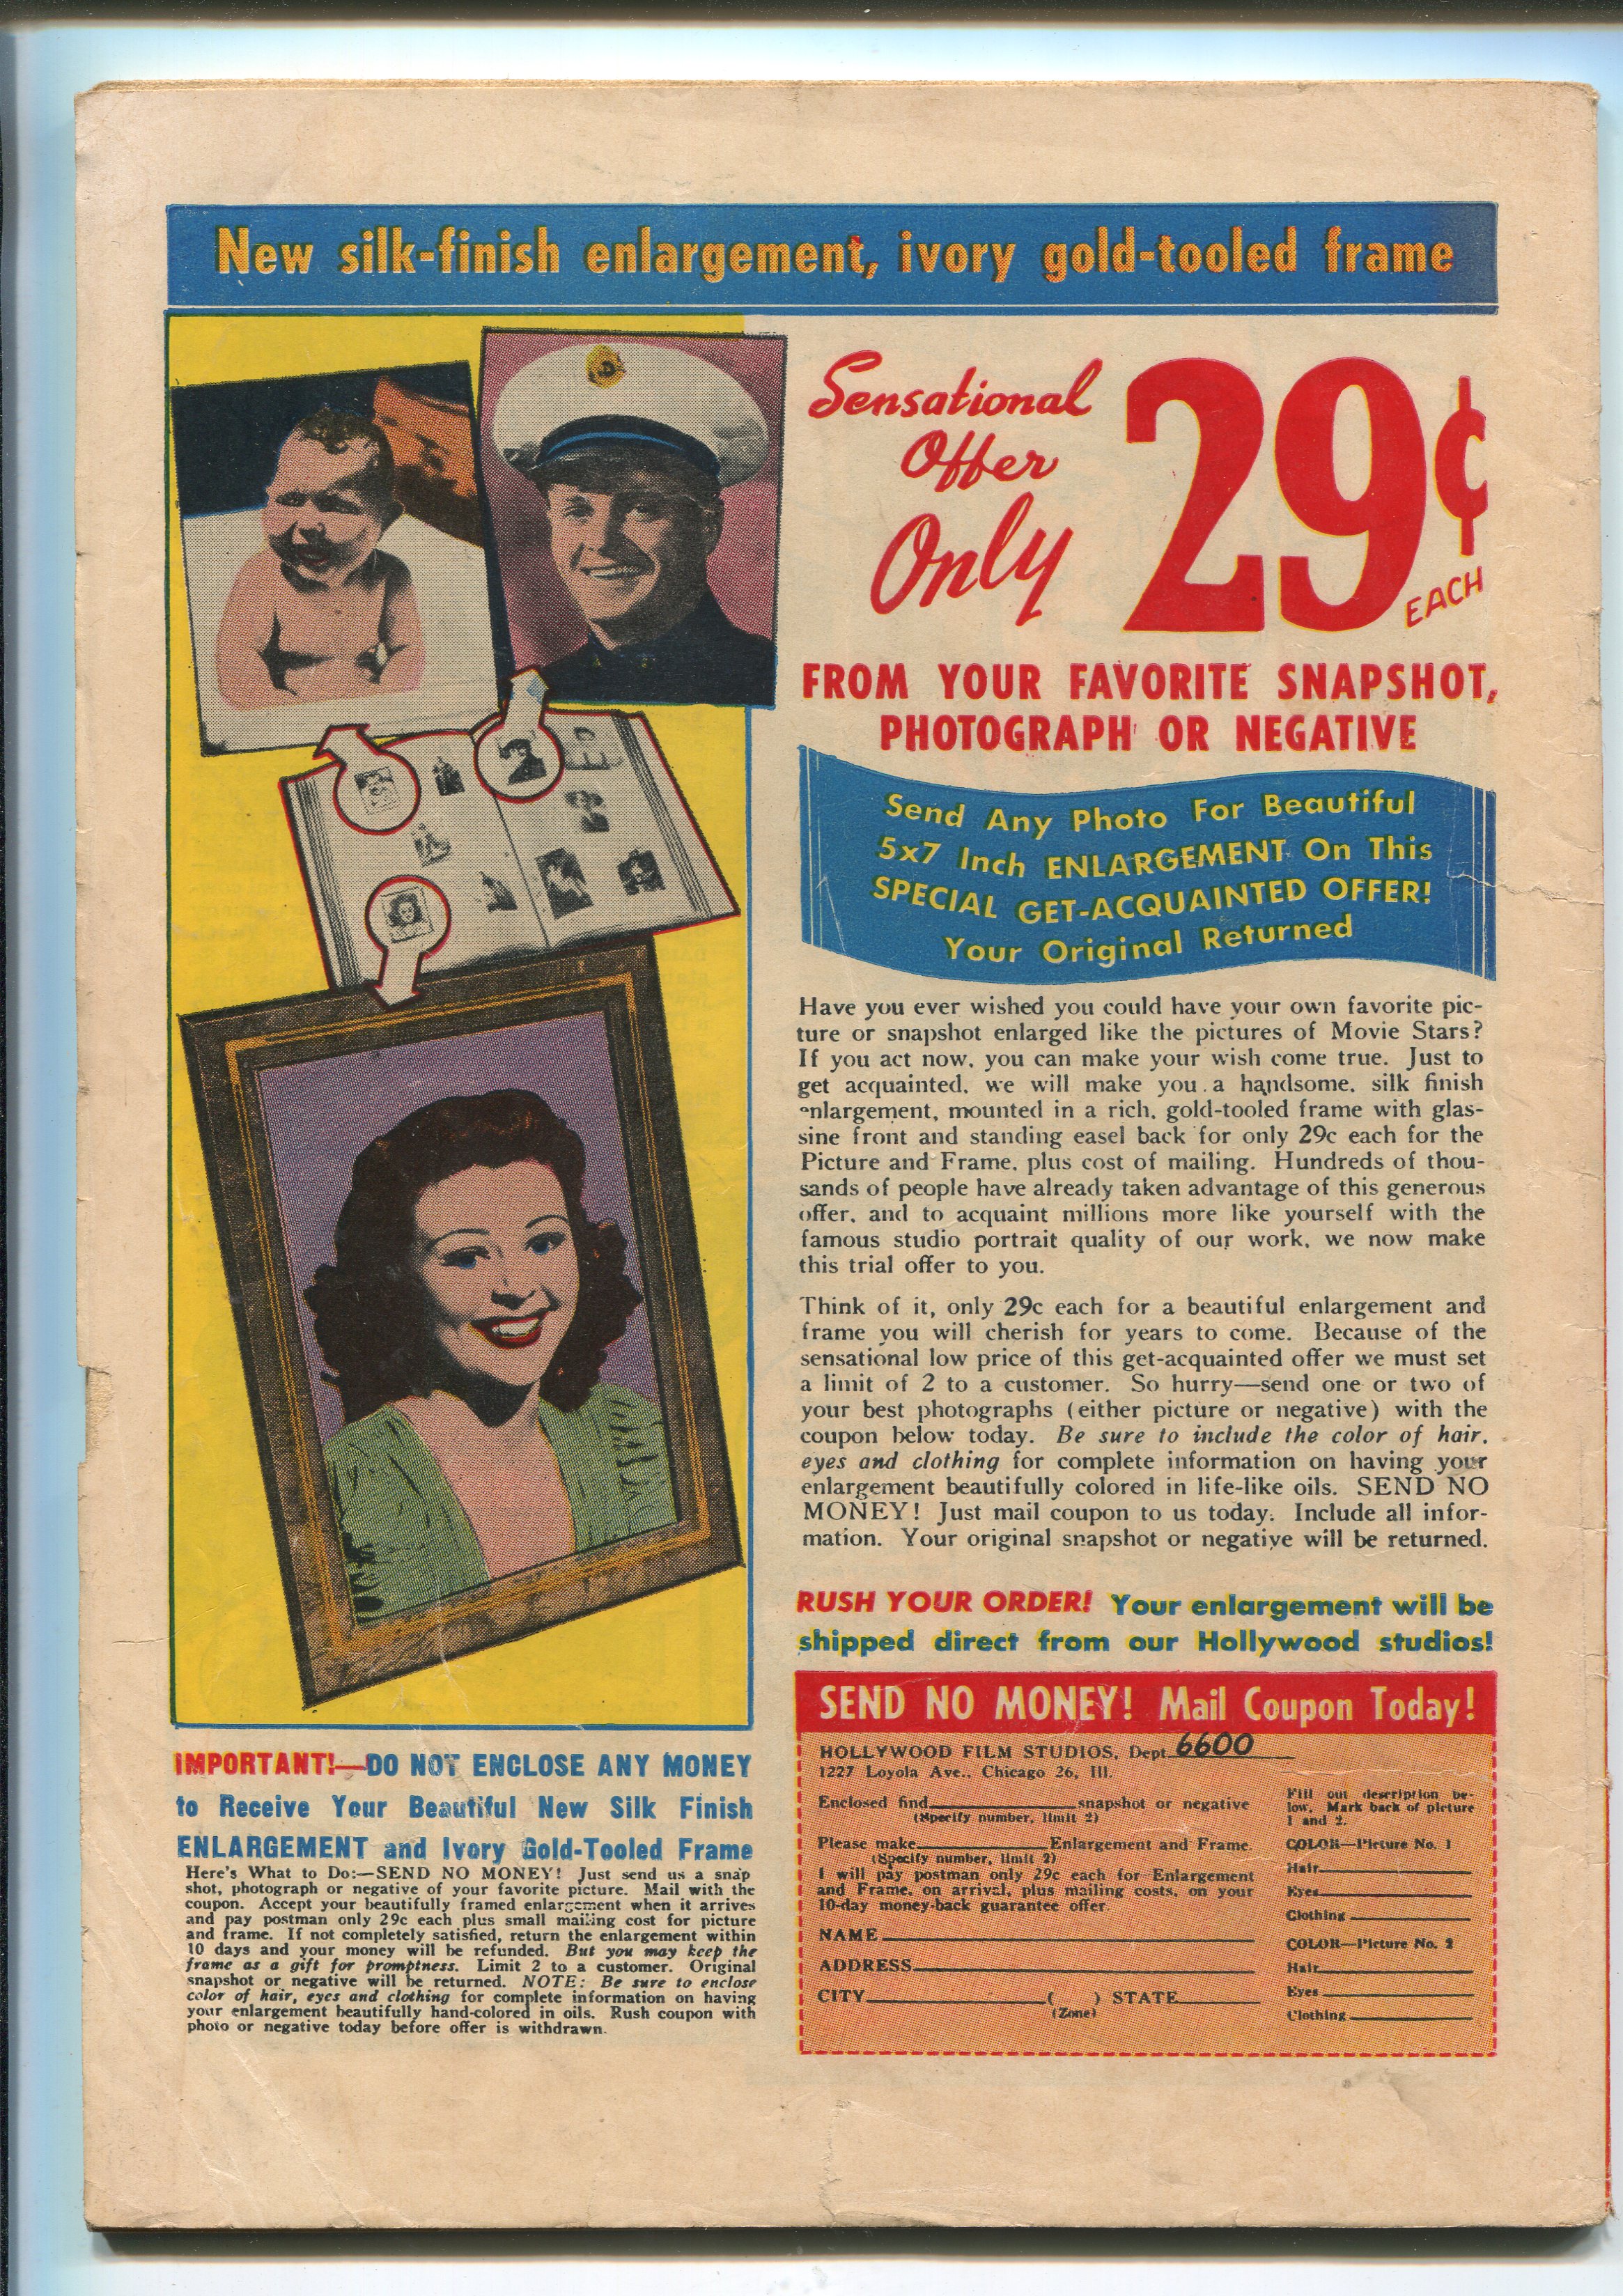 New silk-finish enlargement, ivory gold-tooled frame
Sensational
Offer
Only
29¢
EACH
FROM YOUR FAVORITE SNAPSHOT,
PHOTOGRAPH OR NEGATIVE
Send Any Photo For Beautiful
5x7 Inch ENLARGEMENT On This
SPECIAL GET-ACQUAINTED OFFER!
Your Original Returned
Have you ever wished you could have your own favorite pic-
ture or snapshot enlarged like the pictures of Movie Stars?
If you act now, you can make your wish come true. Just to
get acquainted, we will make you a handsome, silk finish
enlargement, mounted in a rich, gold-tooled frame with glas-
sine front and standing easel back for only 29c each for the
Picture and Frame, plus cost of mailing. Hundreds of thou-
sands of people have already taken advantage of this generous
offer, and to acquaint millions more like yourself with the
famous studio portrait quality of our work, we now make
this trial offer to you.
Think of it, only 29c each for a beautiful enlargement and
frame you will cherish for years to come. Because of the
sensational low price of this get-acquainted offer we must set
a limit of 2 to a customer. So hurry—send one or two of
your best photographs (either picture or negative) with the
coupon below today. Be sure to include the color of hair,
eyes and clothing for complete information on having your
enlargement beautifully colored in life-like oils. SEND NO
MONEY! Just mail coupon to us today. Include all infor-
mation. Your original snapshot or negative will be returned.
RUSH YOUR ORDER! Your enlargement will be
shipped direct from our Hollywood studios!
IMPORTANT!—DO NOT ENCLOSE ANY MONEY
to Receive Your Beautiful New Silk Finish
ENLARGEMENT and Ivory Gold-Tooled Frame
Here's What to Do:—SEND NO MONEY! Just send us a snap
shot, photograph or negative of your favorite picture. Mail with the
coupon. Accept your beautifully framed enlargement when it arrives
and pay postman only 29c each plus small mailing cost for picture
and frame. If not completely satisfied, return the enlargement within
10 days and your money will be refunded. But you may keep the
frame as a gift for promptness. Limit 2 to a customer. Original
snapshot or negative will be returned. NOTE: Be sure to enclose
color of hair, eyes and clothing for complete information on having
your enlargement beautifully hand-colored in oils. Rush coupon with
photo or negative today before offer is withdrawn.
SEND NO MONEY! Mail Coupon Today!
HOLLYWOOD FILM STUDIOS, Dept. 6600
1227 Loyola Ave., Chicago 26, Ill.
Enclosed find snapshot or negative
(Specify number, limit 2)
Please make Enlargement and Frame.
(Specify number, limit 2)
I will pay postman only 29c each for Enlargement
and Frame, on arrival, plus mailing costs, on your
10-day money-back guarantee offer.
NAME
ADDRESS
CITY ( ) STATE
(Zone)
Fill out description be-
low. Mark back of picture
1 and 2.
COLOR—Picture No. 1
Hair
Eyes
Clothing
COLOR—Picture No. 2
Hair
Eyes
Clothing